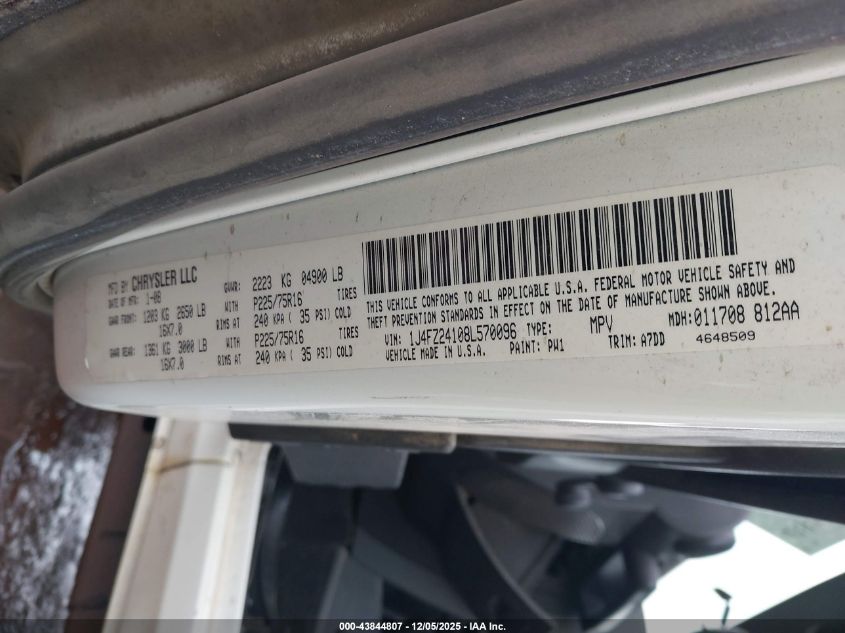 MFD BY CHRYSLER LLC
DATE OF MFR: 1-08 GVWR: 2223 KG 04900 LB
GAWR FRONT: 1203 KG 2650 LB WITH P225/75R16 TIRES
16X7.0 RIMS AT 240 KPA ( 35 PSI) COLD
GAWR REAR: 1361 KG 3000 LB WITH P225/75R16 TIRES
16X7.0 RIMS AT 240 KPA ( 35 PSI) COLD
THIS VEHICLE CONFORMS TO ALL APPLICABLE U.S.A. FEDERAL MOTOR VEHICLE SAFETY AND
THEFT PREVENTION STANDARDS IN EFFECT ON THE DATE OF MANUFACTURE SHOWN ABOVE.
VIN: 1J4FZ24108L570096 TYPE: MPV MDH: 011708 812AA
VEHICLE MADE IN U.S.A. PAINT: PW1 TRIM: A7DD 4648509
000-43844807 - 12/05/2025 - IAA Inc.